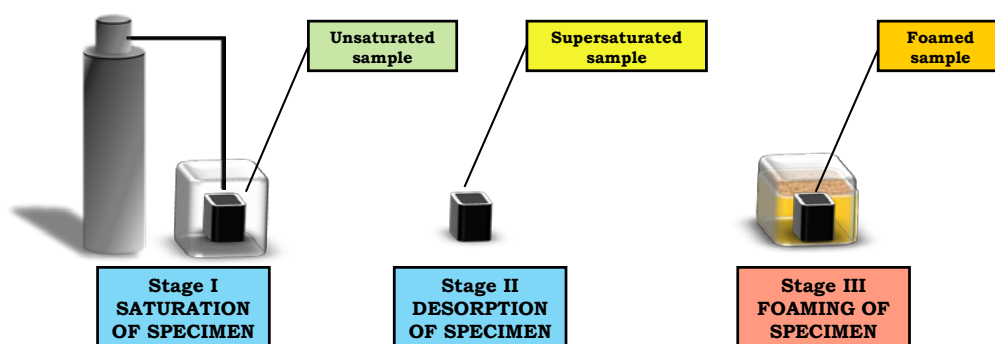 Unsaturated
sample
Supersaturated
sample
Foamed
sample
Stage I
SATURATION
OF SPECIMEN
Stage II
DESORPTION
OF SPECIMEN
Stage III
FOAMING OF
SPECIMEN